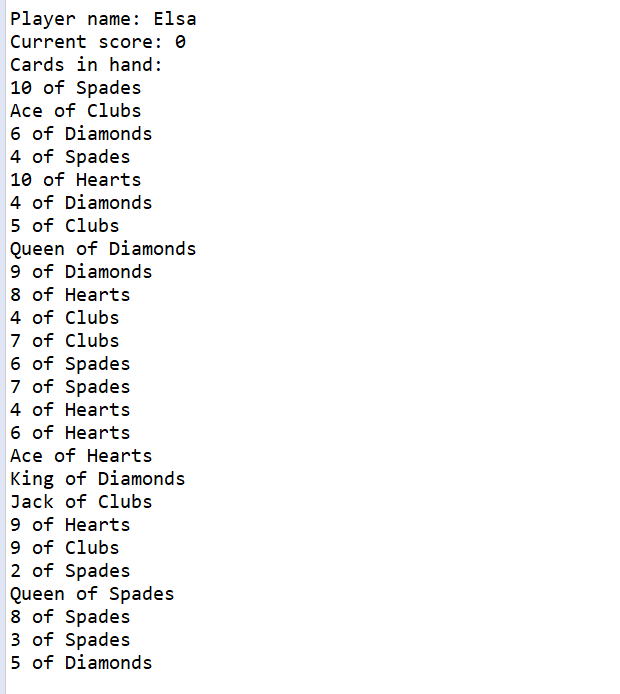 Player name: Elsa
Current score: 0
Cards in hand:
10 of Spades
Ace of Clubs
6 of Diamonds
4 of Spades
10 of Hearts
4 of Diamonds
5 of Clubs
Queen of Diamonds
9 of Diamonds
8 of Hearts
4 of Clubs
7 of Clubs
6 of Spades
7 of Spades
4 of Hearts
6 of Hearts
Ace of Hearts
King of Diamonds
Jack of Clubs
9 of Hearts
9 of Clubs
2 of Spades
Queen of Spades
8 of Spades
3 of Spades
5 of Diamonds